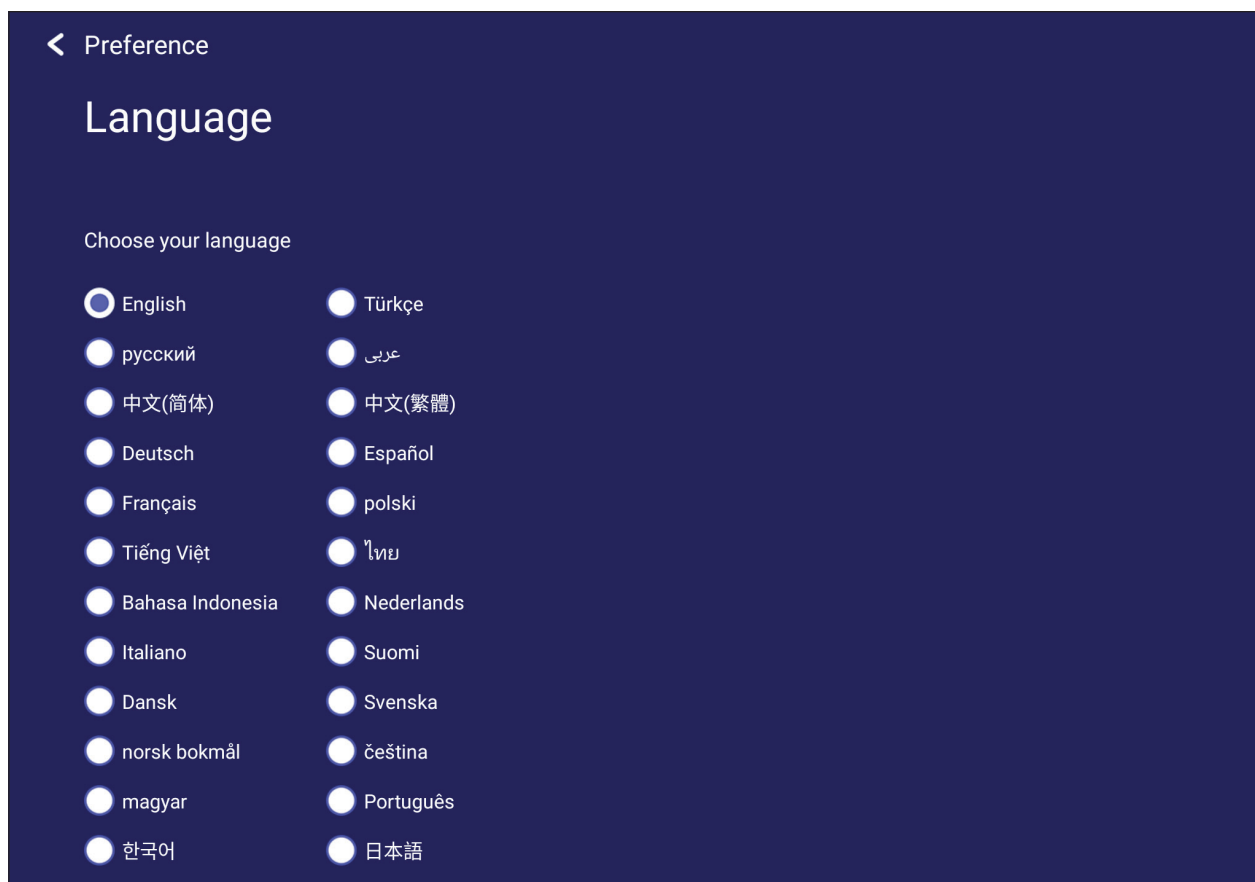 Preference
Language
Choose your language
English Türkçe
русский عربى
中文(简体) 中文(繁體)
Deutsch Español
Français polski
Tiếng Việt ไทย
Bahasa Indonesia Nederlands
Italiano Suomi
Dansk Svenska
norsk bokmål čeština
magyar Português
한국어 日本語